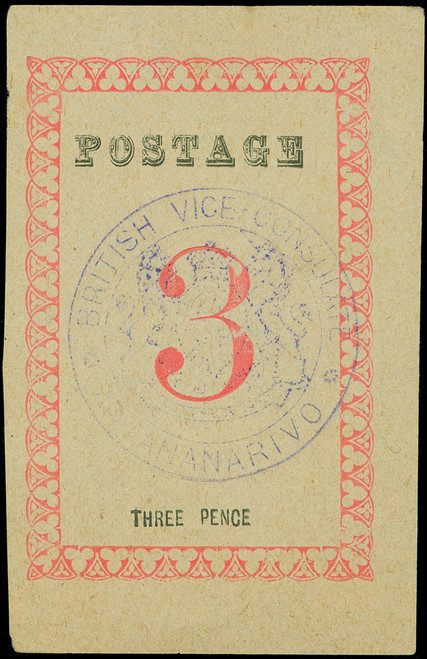 POSTAGE
BRITISH VICE-CONSULATE
3
ANANARIVO
THREE PENCE